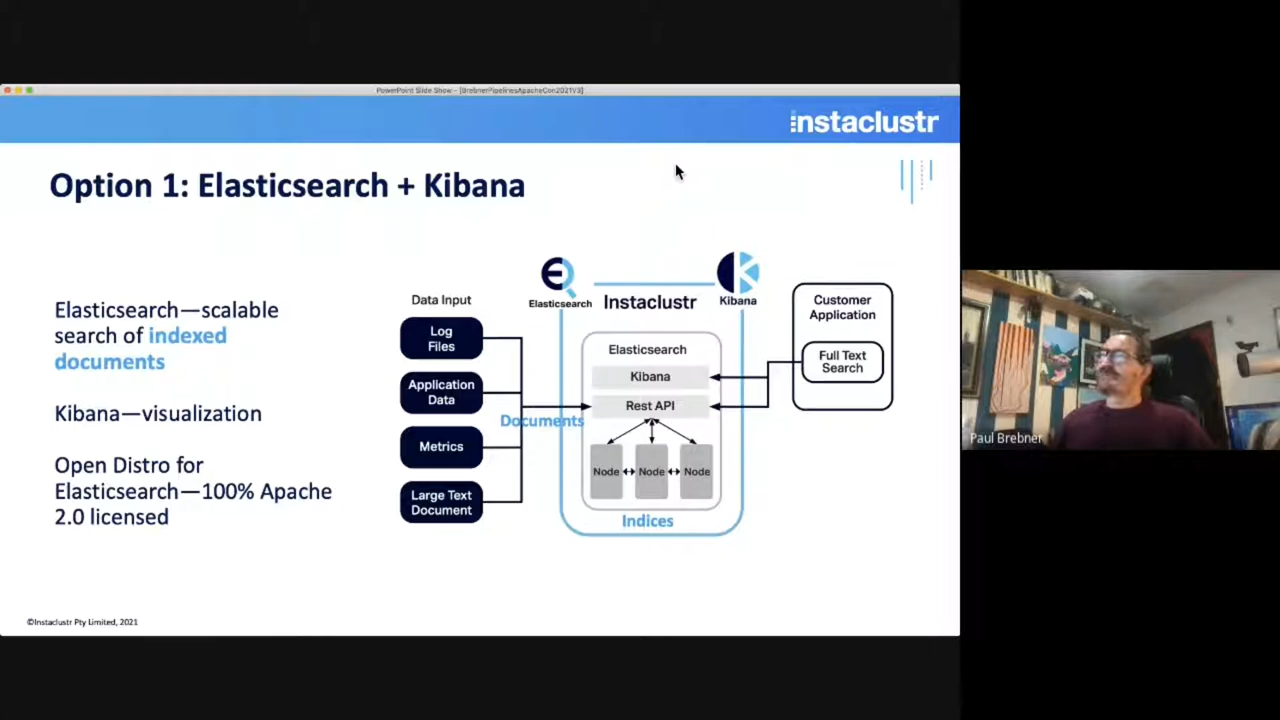 PowerPoint Slide Show - [BrebnerPipelinesApacheCon2021V3]
instaclustr
Option 1: Elasticsearch + Kibana
Elasticsearch—scalable
search of indexed
documents
Kibana—visualization
Open Distro for
Elasticsearch—100% Apache
2.0 licensed
Data Input
Log
Files
Application
Data
Metrics
Large Text
Document
Documents
Elasticsearch
Instaclustr
Kibana
Elasticsearch
Kibana
Rest API
Node
Node
Node
Indices
Customer
Application
Full Text
Search
©Instaclustr Pty Limited, 2021
Paul Brebner